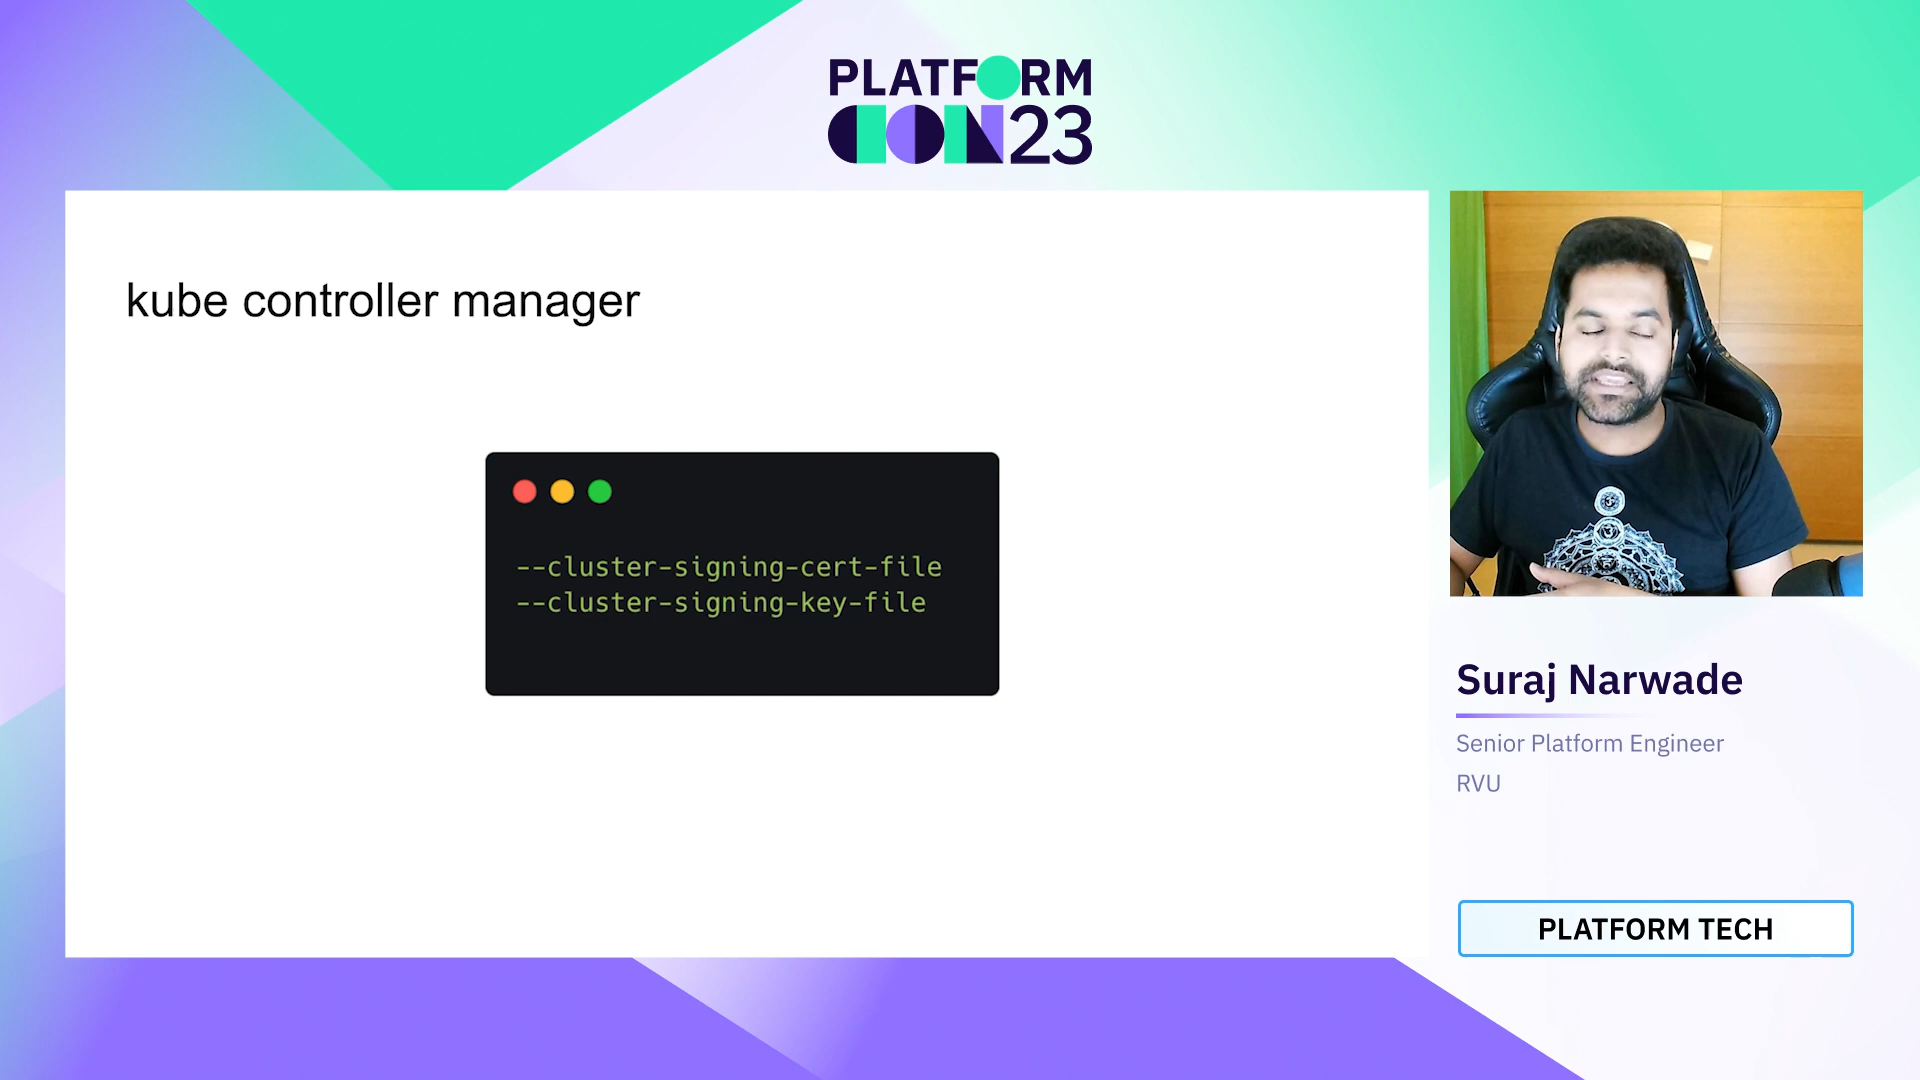 PLATFORM
CON23
kube controller manager
--cluster-signing-cert-file
--cluster-signing-key-file
Suraj Narwade
Senior Platform Engineer
RVU
PLATFORM TECH